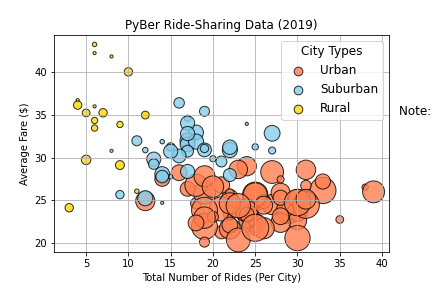 PyBer Ride-Sharing Data (2019)
City Types
Urban
Suburban
Rural
Note:
Average Fare ($)
40
35
30
25
20
5 10 15 20 25 30 35 40
Total Number of Rides (Per City)